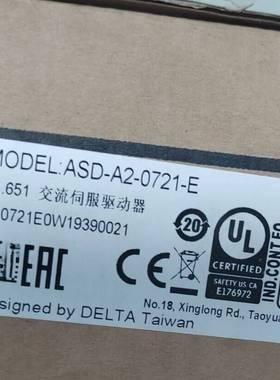 MODEL:ASD-A2-0721-E
.651 交流伺服驱动器
0721E0W19390021
20
UL
CERTIFIED
SAFETY US CA
E176972
IND.CONT.EQ
EAC
No.18, Xinglong Rd., Taoyua
signed by DELTA Taiwan